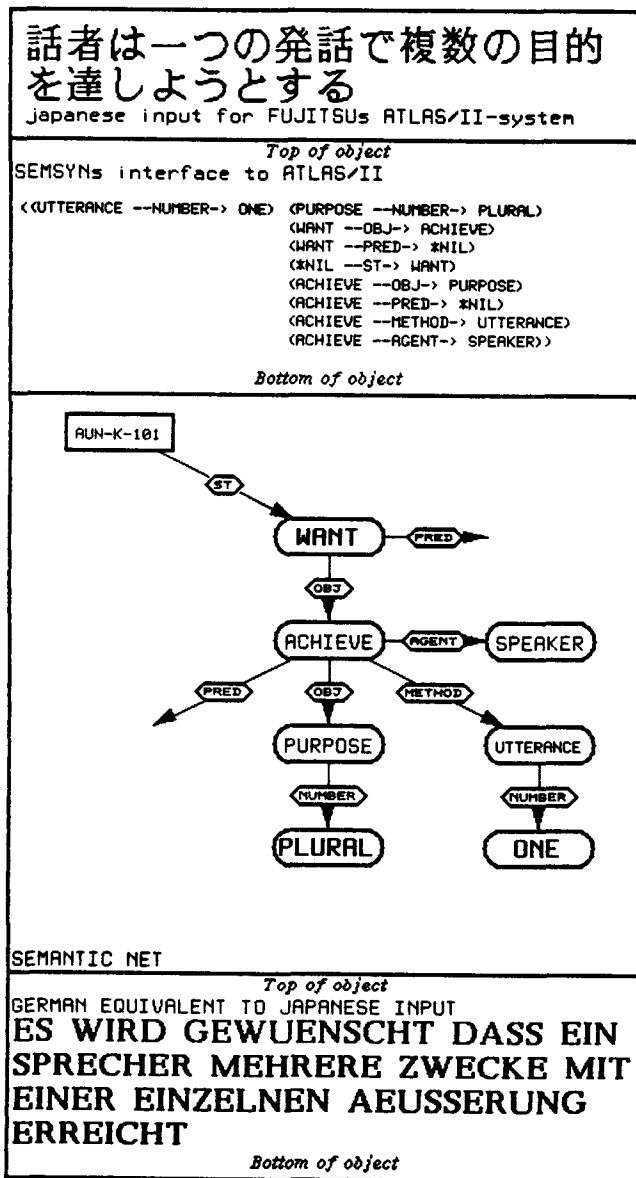 話者は一つの発話で複数の目的
を達しようとする
japanese input for FUJITSUs ATLAS/II-system
Top of object
SEMSYNs interface to ATLAS/II
((UTTERANCE --NUMBER-> ONE) (PURPOSE --NUMBER-> PLURAL)
(WANT --OBJ-> ACHIEVE)
(WANT --PRED-> *NIL)
(*NIL --ST-> WANT)
(ACHIEVE --OBJ-> PURPOSE)
(ACHIEVE --PRED-> *NIL)
(ACHIEVE --METHOD-> UTTERANCE)
(ACHIEVE --AGENT-> SPEAKER))
Bottom of object
AUN-K-101
ST
WANT PRED
OBJ
ACHIEVE AGENT SPEAKER
PRED OBJ METHOD
PURPOSE UTTERANCE
NUMBER NUMBER
PLURAL ONE
SEMANTIC NET
Top of object
GERMAN EQUIVALENT TO JAPANESE INPUT
ES WIRD GEWUENSCHT DASS EIN
SPRECHER MEHRERE ZWECKE MIT
EINER EINZELNEN AEUSSERUNG
ERREICHT
Bottom of object